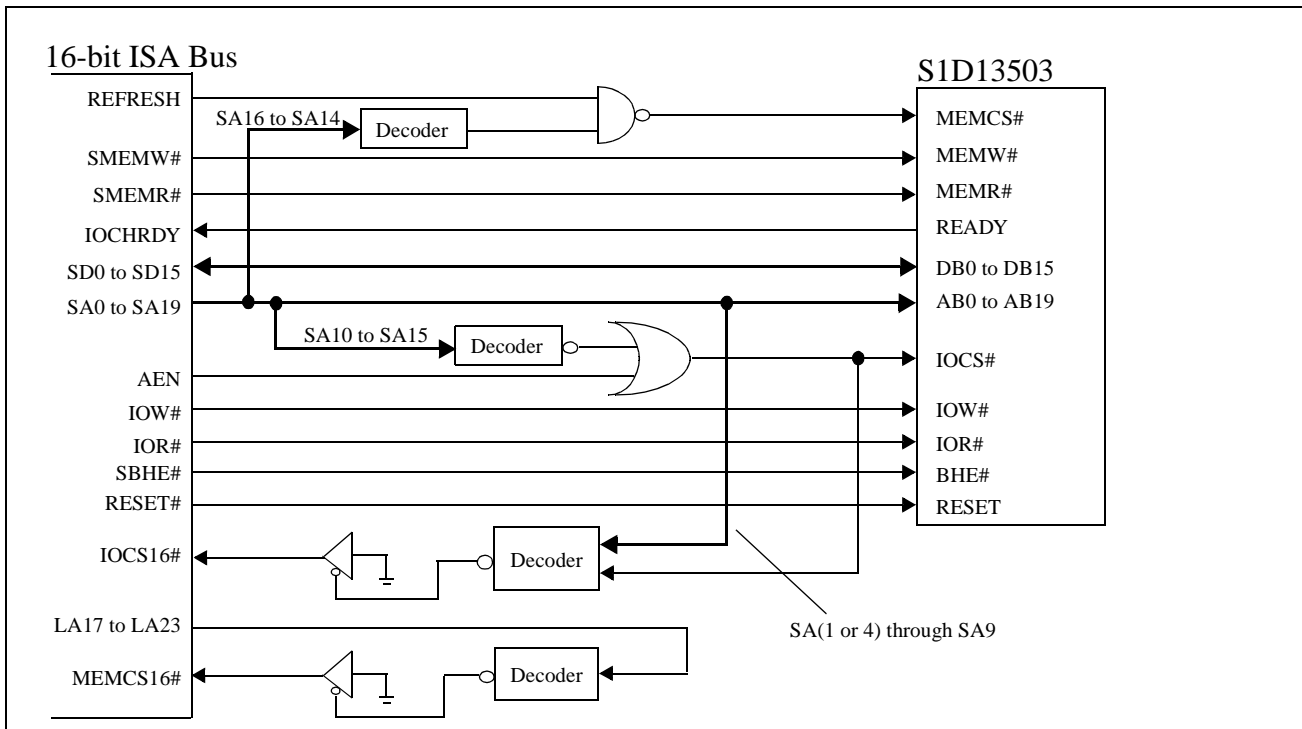 16-bit ISA Bus
S1D13503
REFRESH
SA16 to SA14
Decoder
MEMCS#
SMEMW#
MEMW#
SMEMR#
MEMR#
IOCHRDY
READY
SD0 to SD15
DB0 to DB15
SA0 to SA19
AB0 to AB19
SA10 to SA15
Decoder
IOCS#
AEN
IOW#
IOW#
IOR#
IOR#
SBHE#
BHE#
RESET#
RESET
IOCS16#
Decoder
LA17 to LA23
SA(1 or 4) through SA9
MEMCS16#
Decoder